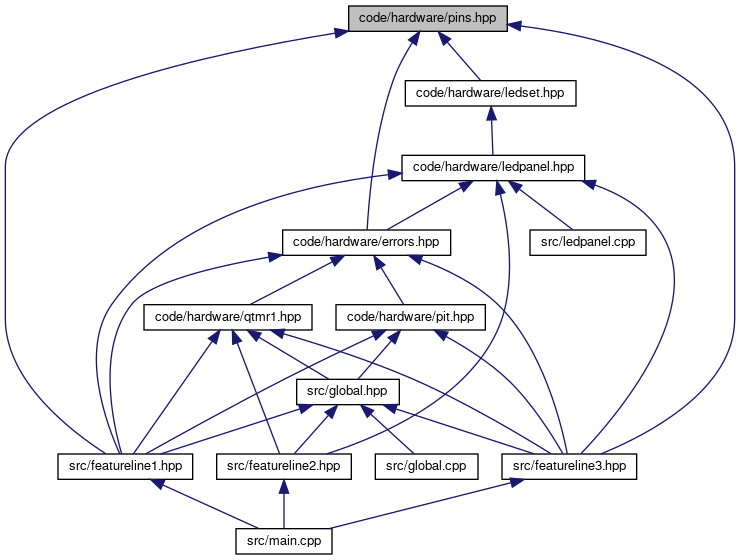 code/hardware/pins.hpp
code/hardware/ledset.hpp
code/hardware/ledpanel.hpp
code/hardware/errors.hpp
src/ledpanel.cpp
code/hardware/qtmr1.hpp
code/hardware/pit.hpp
src/global.hpp
src/featureline1.hpp
src/featureline2.hpp
src/global.cpp
src/featureline3.hpp
src/main.cpp